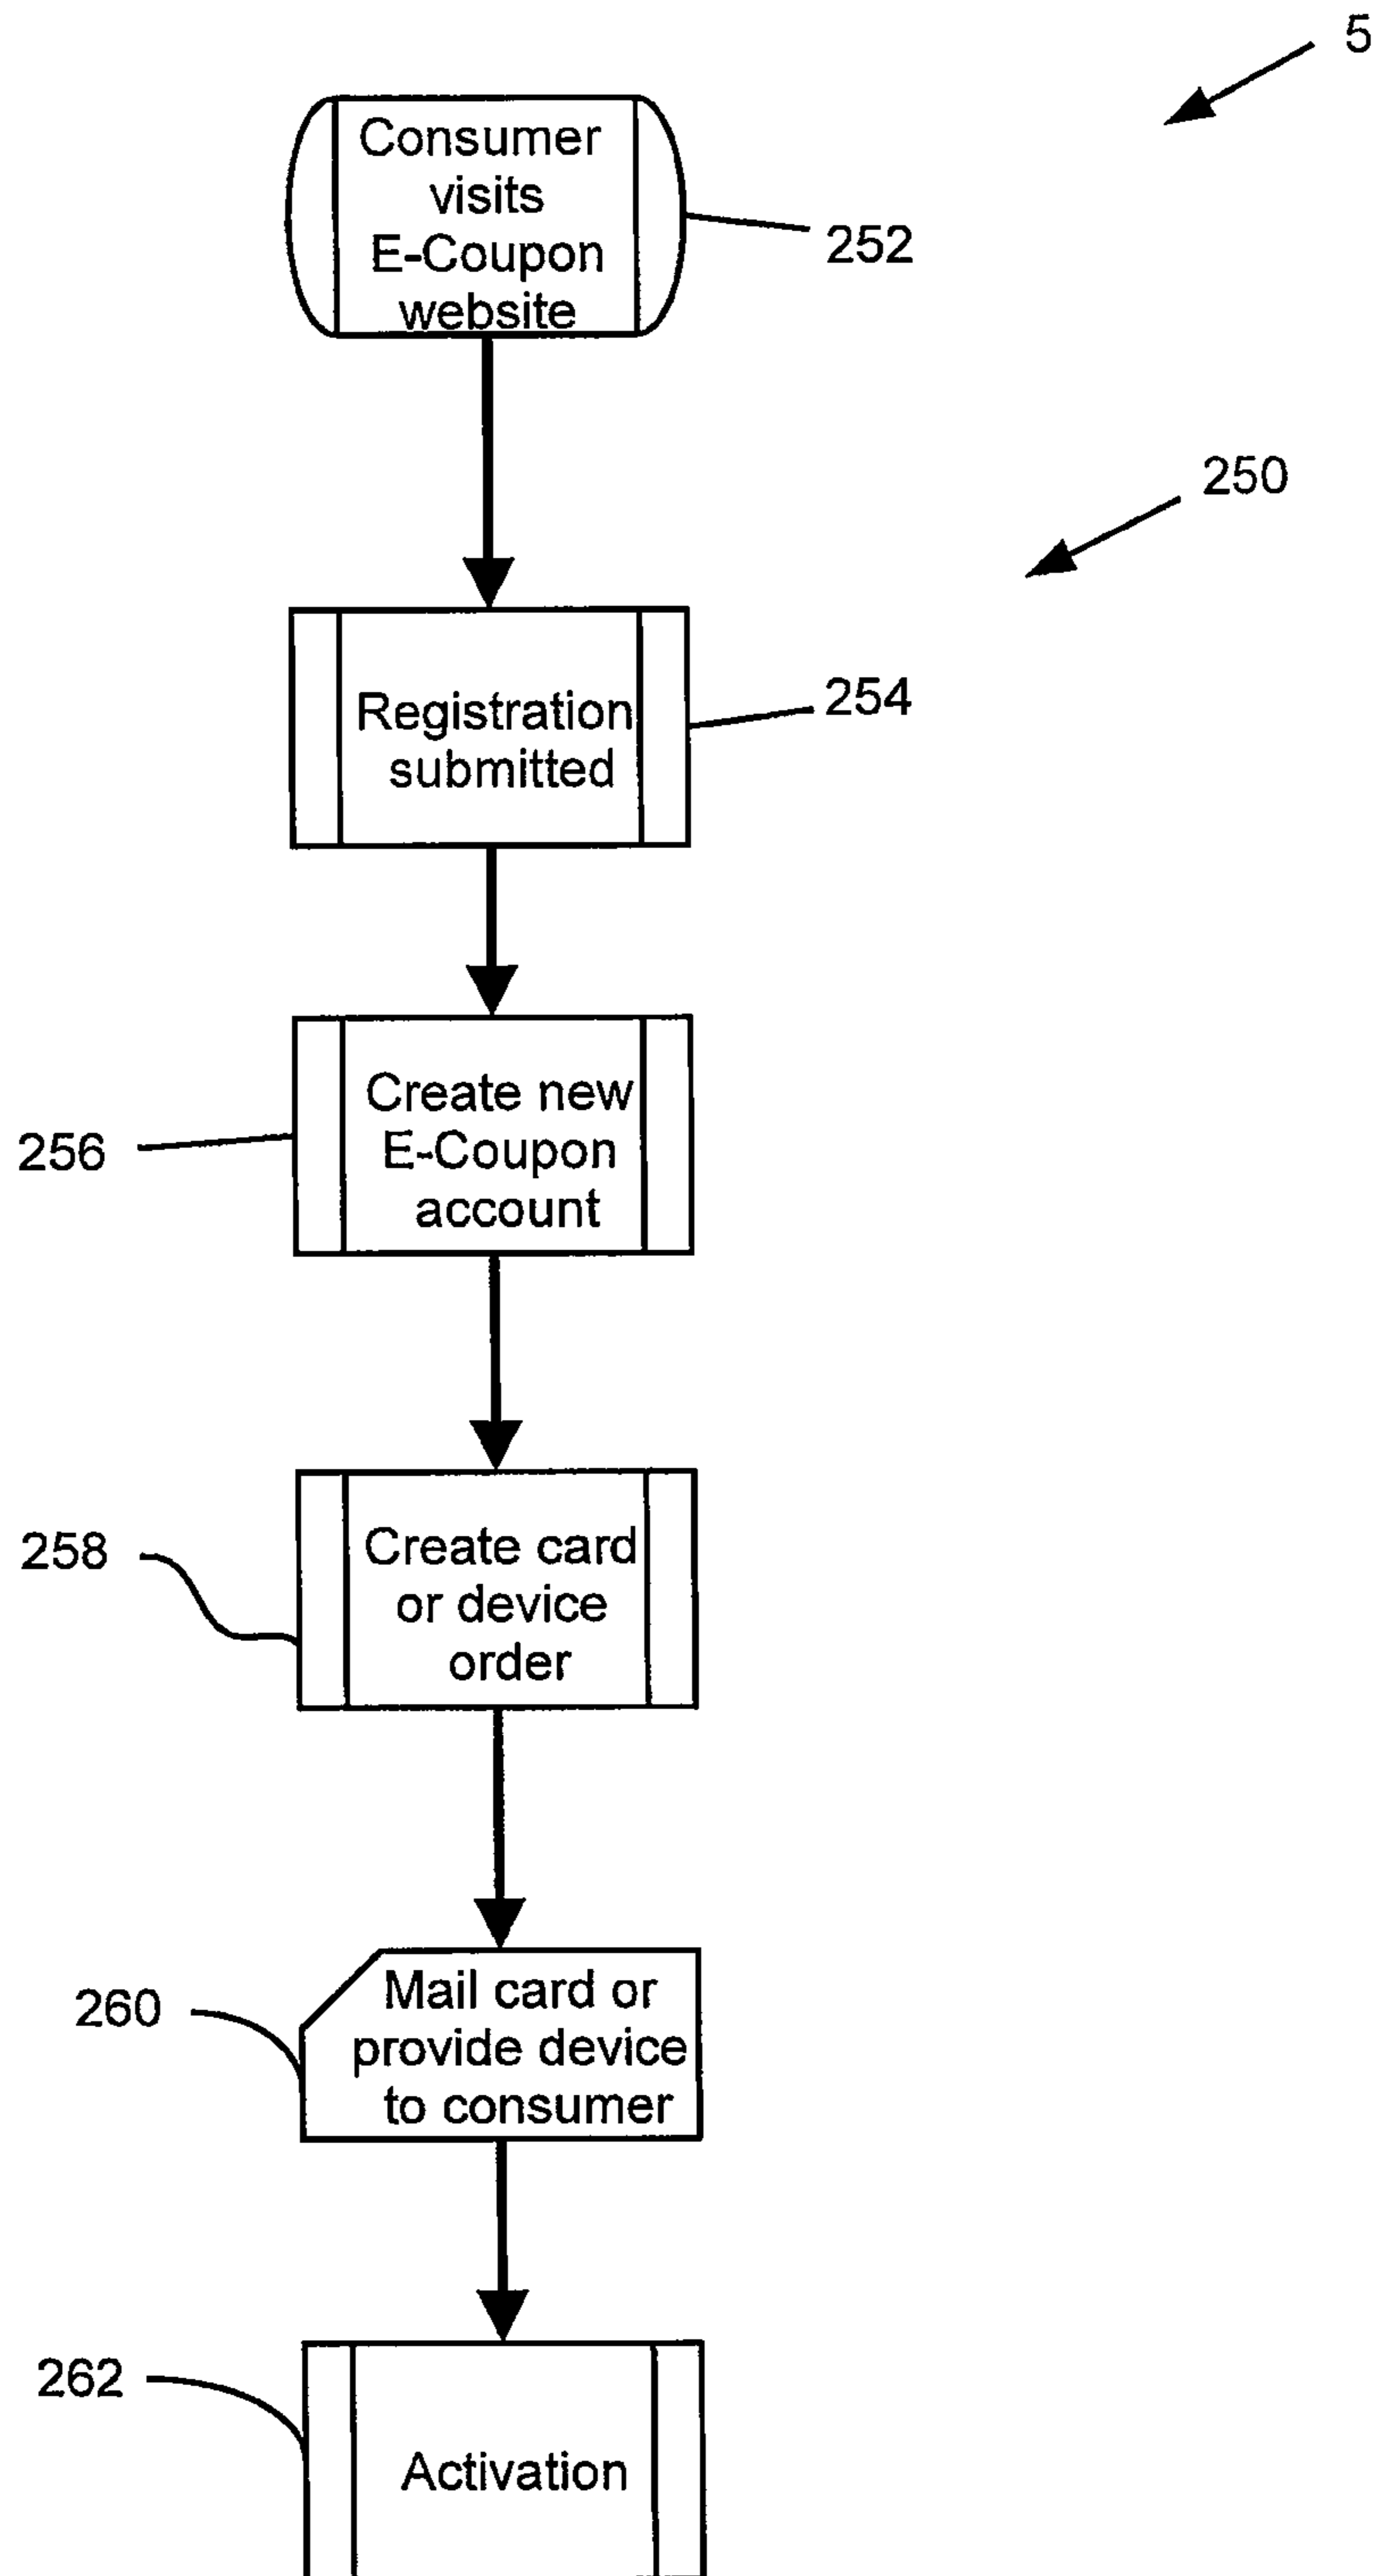 5
Consumer
visits
E-Coupon
website
252
250
Registration
submitted
254
Create new
E-Coupon
account
256
Create card
or device
order
258
Mail card or
provide device
to consumer
260
262
Activation